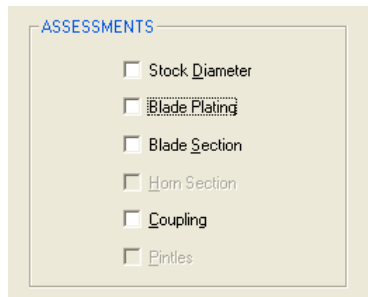 ASSESSMENTS
Stock Diameter
Blade Plating
Blade Section
Horn Section
Coupling
Pintles